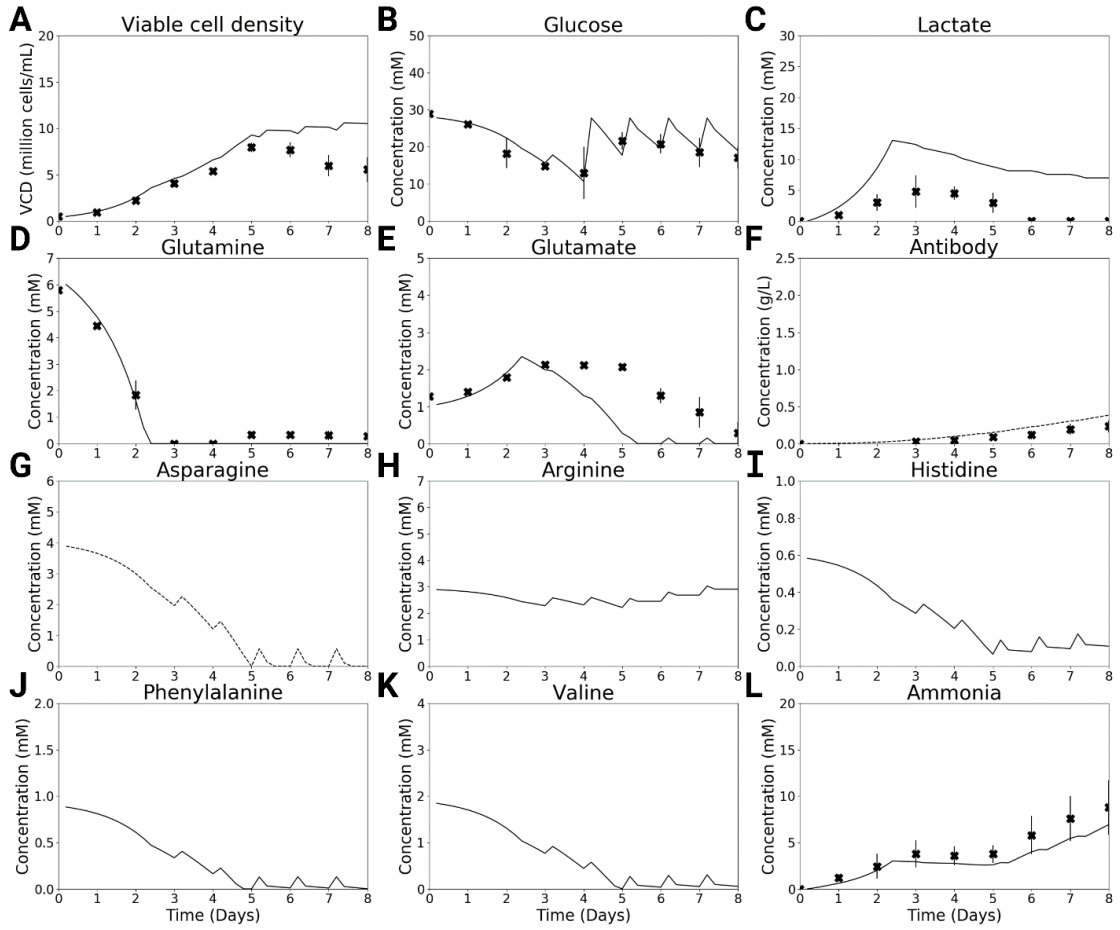 A Viable cell density
VCD (million cells/mL)
20
15
10
5
0
0 1 2 3 4 5 6 7 8
B Glucose
Concentration (mM)
50
40
30
20
10
0
0 1 2 3 4 5 6 7 8
C Lactate
Concentration (mM)
30
25
20
15
10
5
0
0 1 2 3 4 5 6 7 8
D Glutamine
Concentration (mM)
7
6
5
4
3
2
1
0
0 1 2 3 4 5 6 7 8
E Glutamate
Concentration (mM)
5
4
3
2
1
0
0 1 2 3 4 5 6 7 8
F Antibody
Concentration (g/L)
2.5
2.0
1.5
1.0
0.5
0.0
0 1 2 3 4 5 6 7 8
G Asparagine
Concentration (mM)
6
5
4
3
2
1
0
0 1 2 3 4 5 6 7 8
H Arginine
Concentration (mM)
7
6
5
4
3
2
1
0
0 1 2 3 4 5 6 7 8
I Histidine
Concentration (mM)
1.0
0.8
0.6
0.4
0.2
0.0
0 1 2 3 4 5 6 7 8
J Phenylalanine
Concentration (mM)
2.0
1.5
1.0
0.5
0.0
0 1 2 3 4 5 6 7 8
Time (Days)
K Valine
Concentration (mM)
4
3
2
1
0
0 1 2 3 4 5 6 7 8
Time (Days)
L Ammonia
Concentration (mM)
20
15
10
5
0
0 1 2 3 4 5 6 7 8
Time (Days)